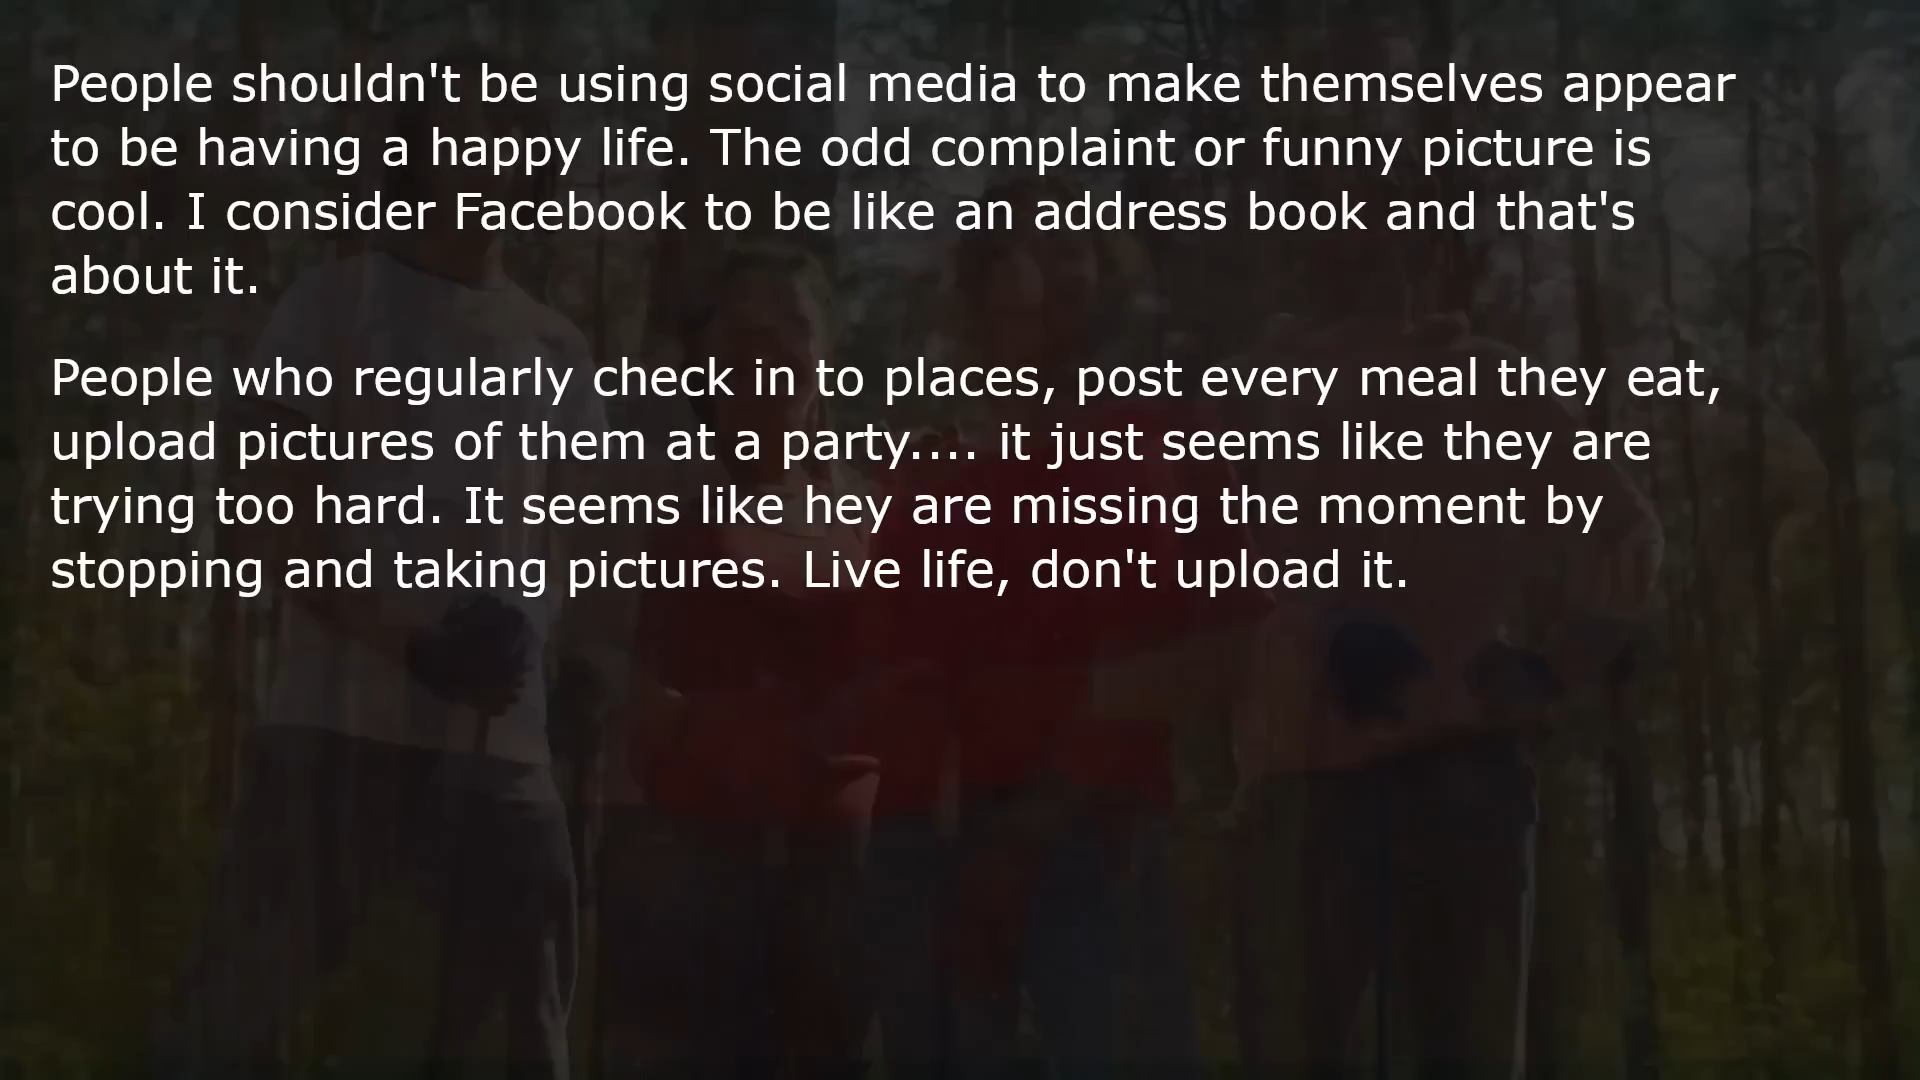 People shouldn't be using social media to make themselves appear
to be having a happy life. The odd complaint or funny picture is
cool. I consider Facebook to be like an address book and that's
about it.
People who regularly check in to places, post every meal they eat,
upload pictures of them at a party.... it just seems like they are
trying too hard. It seems like hey are missing the moment by
stopping and taking pictures. Live life, don't upload it.